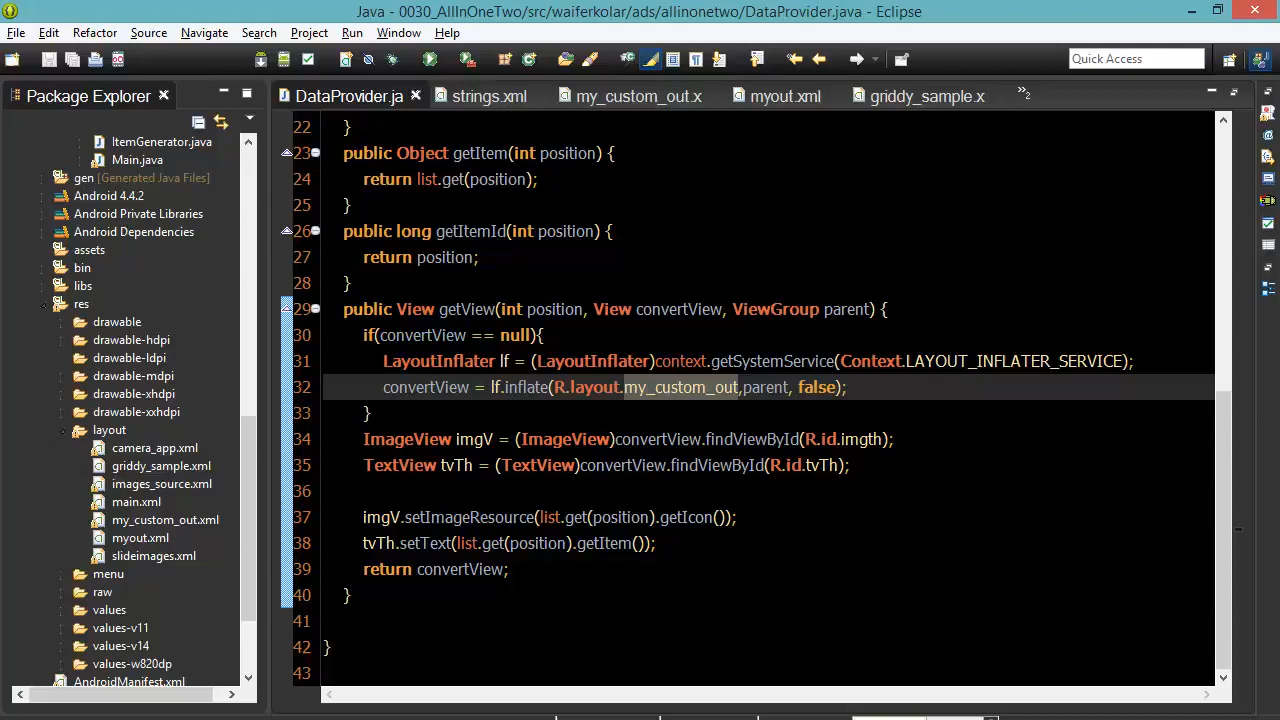 Java - 0030_AllInOneTwo/src/waiferkolar/ads/allinonetwo/DataProvider.java - Eclipse
File Edit Refactor Source Navigate Search Project Run Window Help
Quick Access
Package Explorer
ItemGenerator.java
Main.java
gen [Generated Java Files]
Android 4.4.2
Android Private Libraries
Android Dependencies
assets
bin
libs
res
drawable
drawable-hdpi
drawable-ldpi
drawable-mdpi
drawable-xhdpi
drawable-xxhdpi
layout
camera_app.xml
griddy_sample.xml
images_source.xml
main.xml
my_custom_out.xml
myout.xml
slideimages.xml
menu
raw
values
values-v11
values-v14
values-w820dp
AndroidManifest.xml
DataProvider.ja strings.xml my_custom_out.x myout.xml griddy_sample.x »2
22 }
23 public Object getItem(int position) {
24 return list.get(position);
25 }
26 public long getItemId(int position) {
27 return position;
28 }
29 public View getView(int position, View convertView, ViewGroup parent) {
30 if(convertView == null){
31 LayoutInflater lf = (LayoutInflater)context.getSystemService(Context.LAYOUT_INFLATER_SERVICE);
32 convertView = lf.inflate(R.layout.my_custom_out,parent, false);
33 }
34 ImageView imgV = (ImageView)convertView.findViewById(R.id.imgth);
35 TextView tvTh = (TextView)convertView.findViewById(R.id.tvTh);
36
37 imgV.setImageResource(list.get(position).getIcon());
38 tvTh.setText(list.get(position).getItem());
39 return convertView;
40 }
41
42 }
43